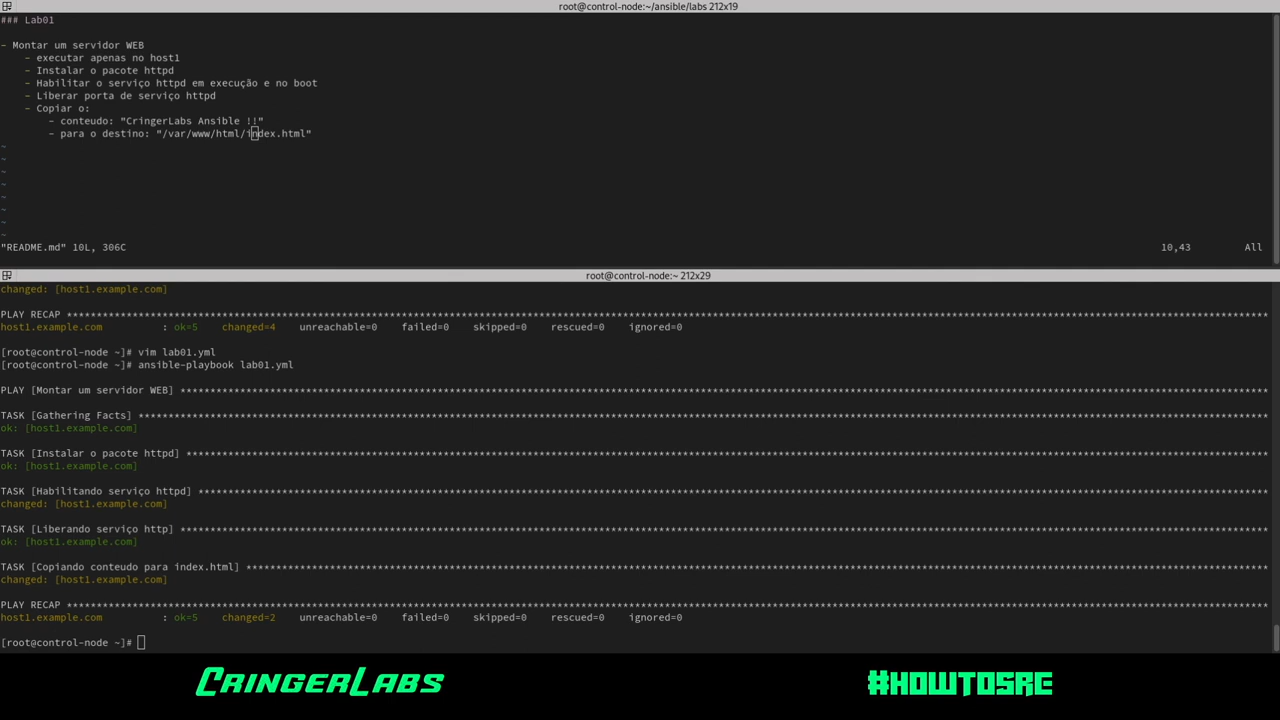 root@control-node:~/ansible/labs 212x19
### Lab01
- Montar um servidor WEB
- executar apenas no host1
- Instalar o pacote httpd
- Habilitar o serviço httpd em execução e no boot
- Liberar porta de serviço httpd
- Copiar o:
- conteudo: "CringerLabs Ansible !!"
- para o destino: "/var/www/html/index.html"
~
~
~
~
~
~
~
~
"README.md" 10L, 306C 10,43 All
root@control-node:~ 212x29
changed: [host1.example.com]
PLAY RECAP ********************************************************************************************************************************************************************************************************
host1.example.com : ok=5 changed=4 unreachable=0 failed=0 skipped=0 rescued=0 ignored=0
[root@control-node ~]# vim lab01.yml
[root@control-node ~]# ansible-playbook lab01.yml
PLAY [Montar um servidor WEB] **************************************************************************************************************************************************************************************
TASK [Gathering Facts] ********************************************************************************************************************************************************************************************
ok: [host1.example.com]
TASK [Instalar o pacote httpd] ************************************************************************************************************************************************************************************
ok: [host1.example.com]
TASK [Habilitando serviço httpd] **********************************************************************************************************************************************************************************
changed: [host1.example.com]
TASK [Liberando serviço http] *************************************************************************************************************************************************************************************
ok: [host1.example.com]
TASK [Copiando conteudo para index.html] **************************************************************************************************************************************************************************
changed: [host1.example.com]
PLAY RECAP ********************************************************************************************************************************************************************************************************
host1.example.com : ok=5 changed=2 unreachable=0 failed=0 skipped=0 rescued=0 ignored=0
[root@control-node ~]#
CringerLabs #HOWTOSRE